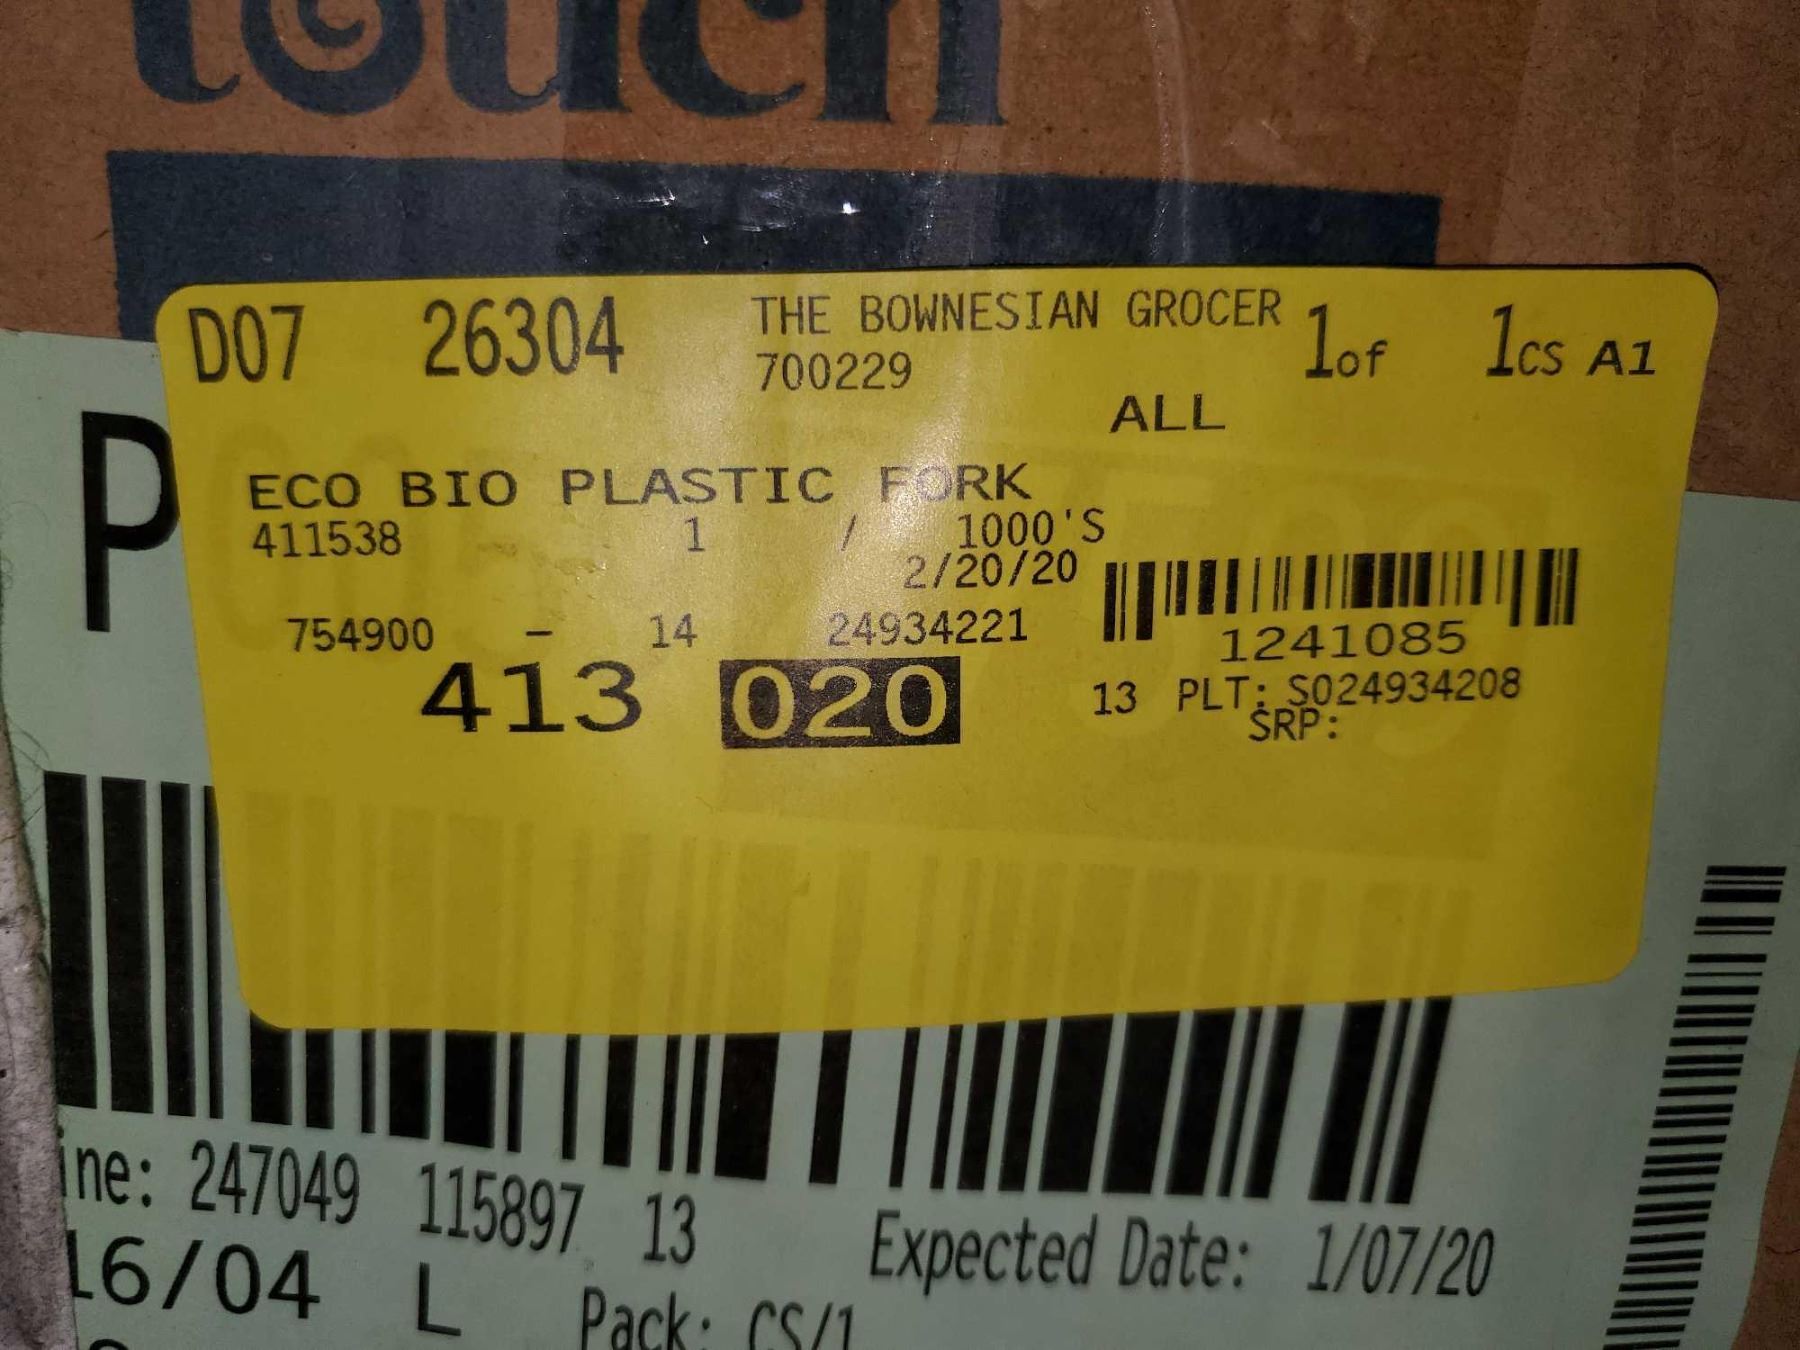 touch
D07 26304 THE BOWNESIAN GROCER 1of 1CS A1
700229
ALL
P
ECO BIO PLASTIC FORK
411538 1 / 1000'S
2/20/20
754900 - 14 24934221
1241085
413 020
13 PLT: S024934208
SRP:
ine: 247049 115897 13
Expected Date: 1/07/20
16/04 L
Pack: CS/1